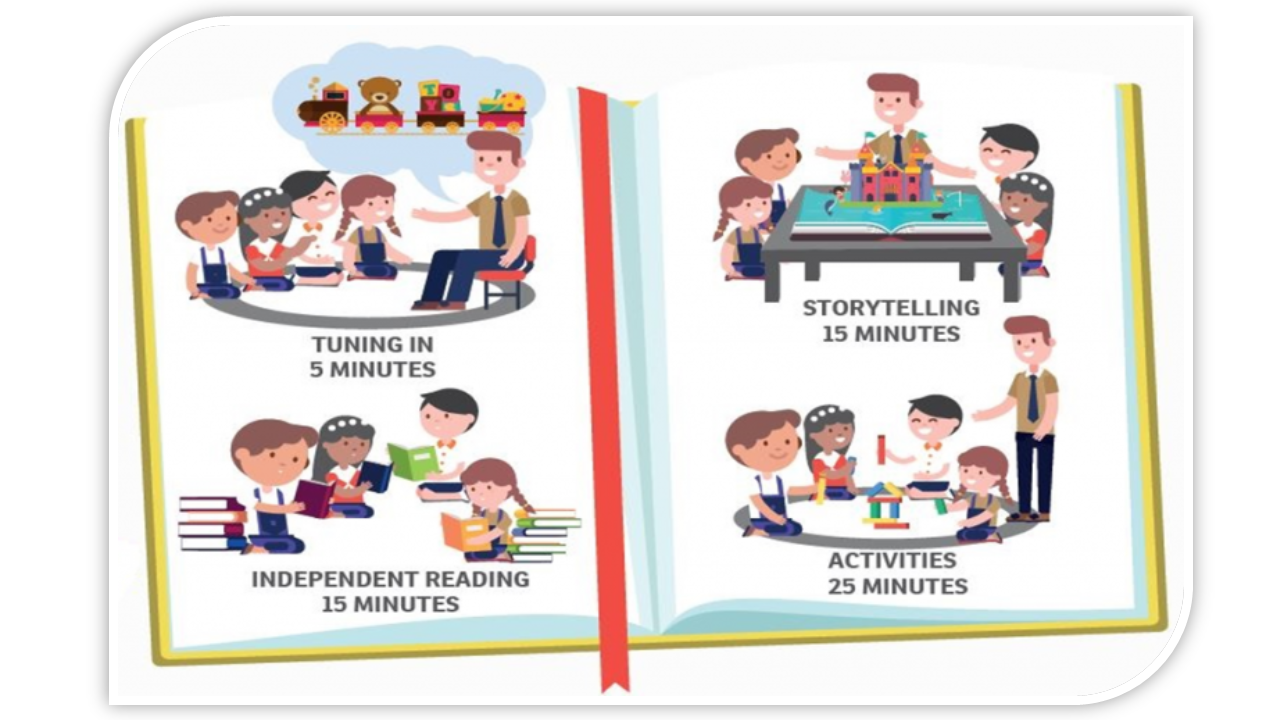 TUNING IN
5 MINUTES
INDEPENDENT READING
15 MINUTES
STORYTELLING
15 MINUTES
ACTIVITIES
25 MINUTES